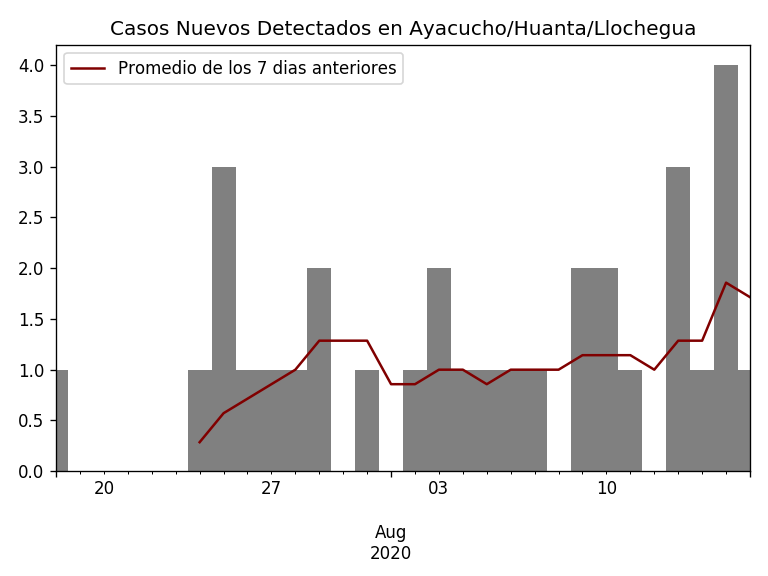 Casos Nuevos Detectados en Ayacucho/Huanta/Llochegua
Promedio de los 7 dias anteriores
4.0
3.5
3.0
2.5
2.0
1.5
1.0
0.5
0.0
20 27 03 10
Aug
2020